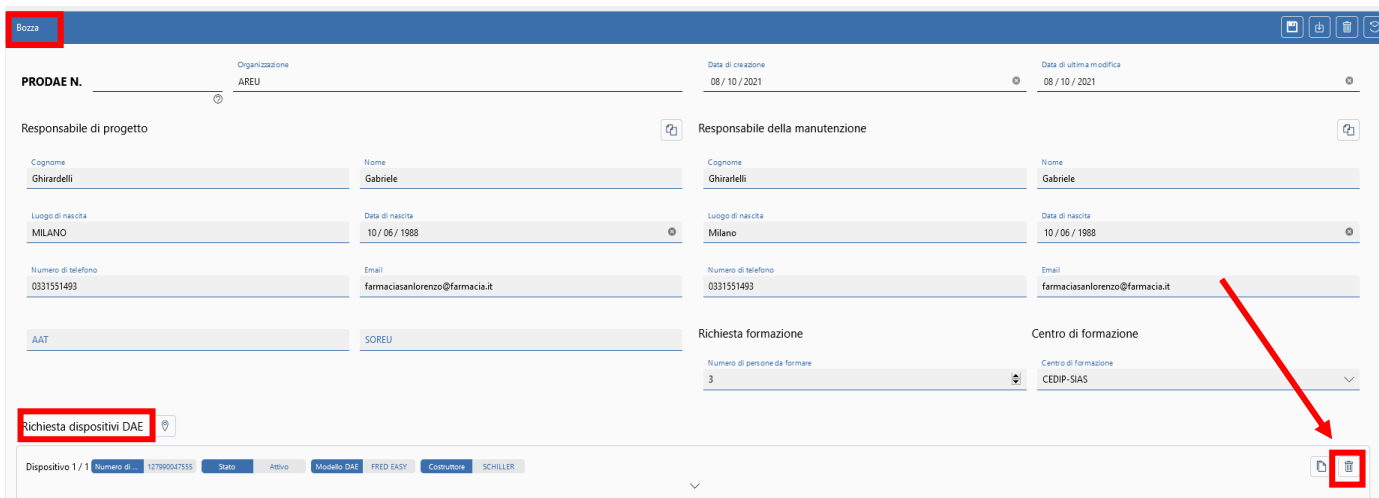 Bozza
Organizzazione
Data di creazione
Data di ultima modifica
PRODAE N.
AREU
08 / 10 / 2021
08 / 10 / 2021
Responsabile di progetto
Responsabile della manutenzione
Cognome
Nome
Cognome
Nome
Ghirardelli
Gabriele
Ghirarlelli
Gabriele
Luogo di nascita
Data di nascita
Luogo di nascita
Data di nascita
MILANO
10 / 06 / 1988
Milano
10 / 06 / 1988
Numero di telefono
Email
Numero di telefono
Email
0331551493
farmaciasanlorenzo@farmacia.it
0331551493
farmaciasanlorenzo@farmacia.it
AAT
SOREU
Richiesta formazione
Centro di formazione
Numero di persone da formare
Centro di formazione
3
CEDIP-SIAS
Richiesta dispositivi DAE
Dispositivo 1 / 1 Numero di ... 127990047555 Stato Attivo Modello DAE FRED EASY Costruttore SCHILLER